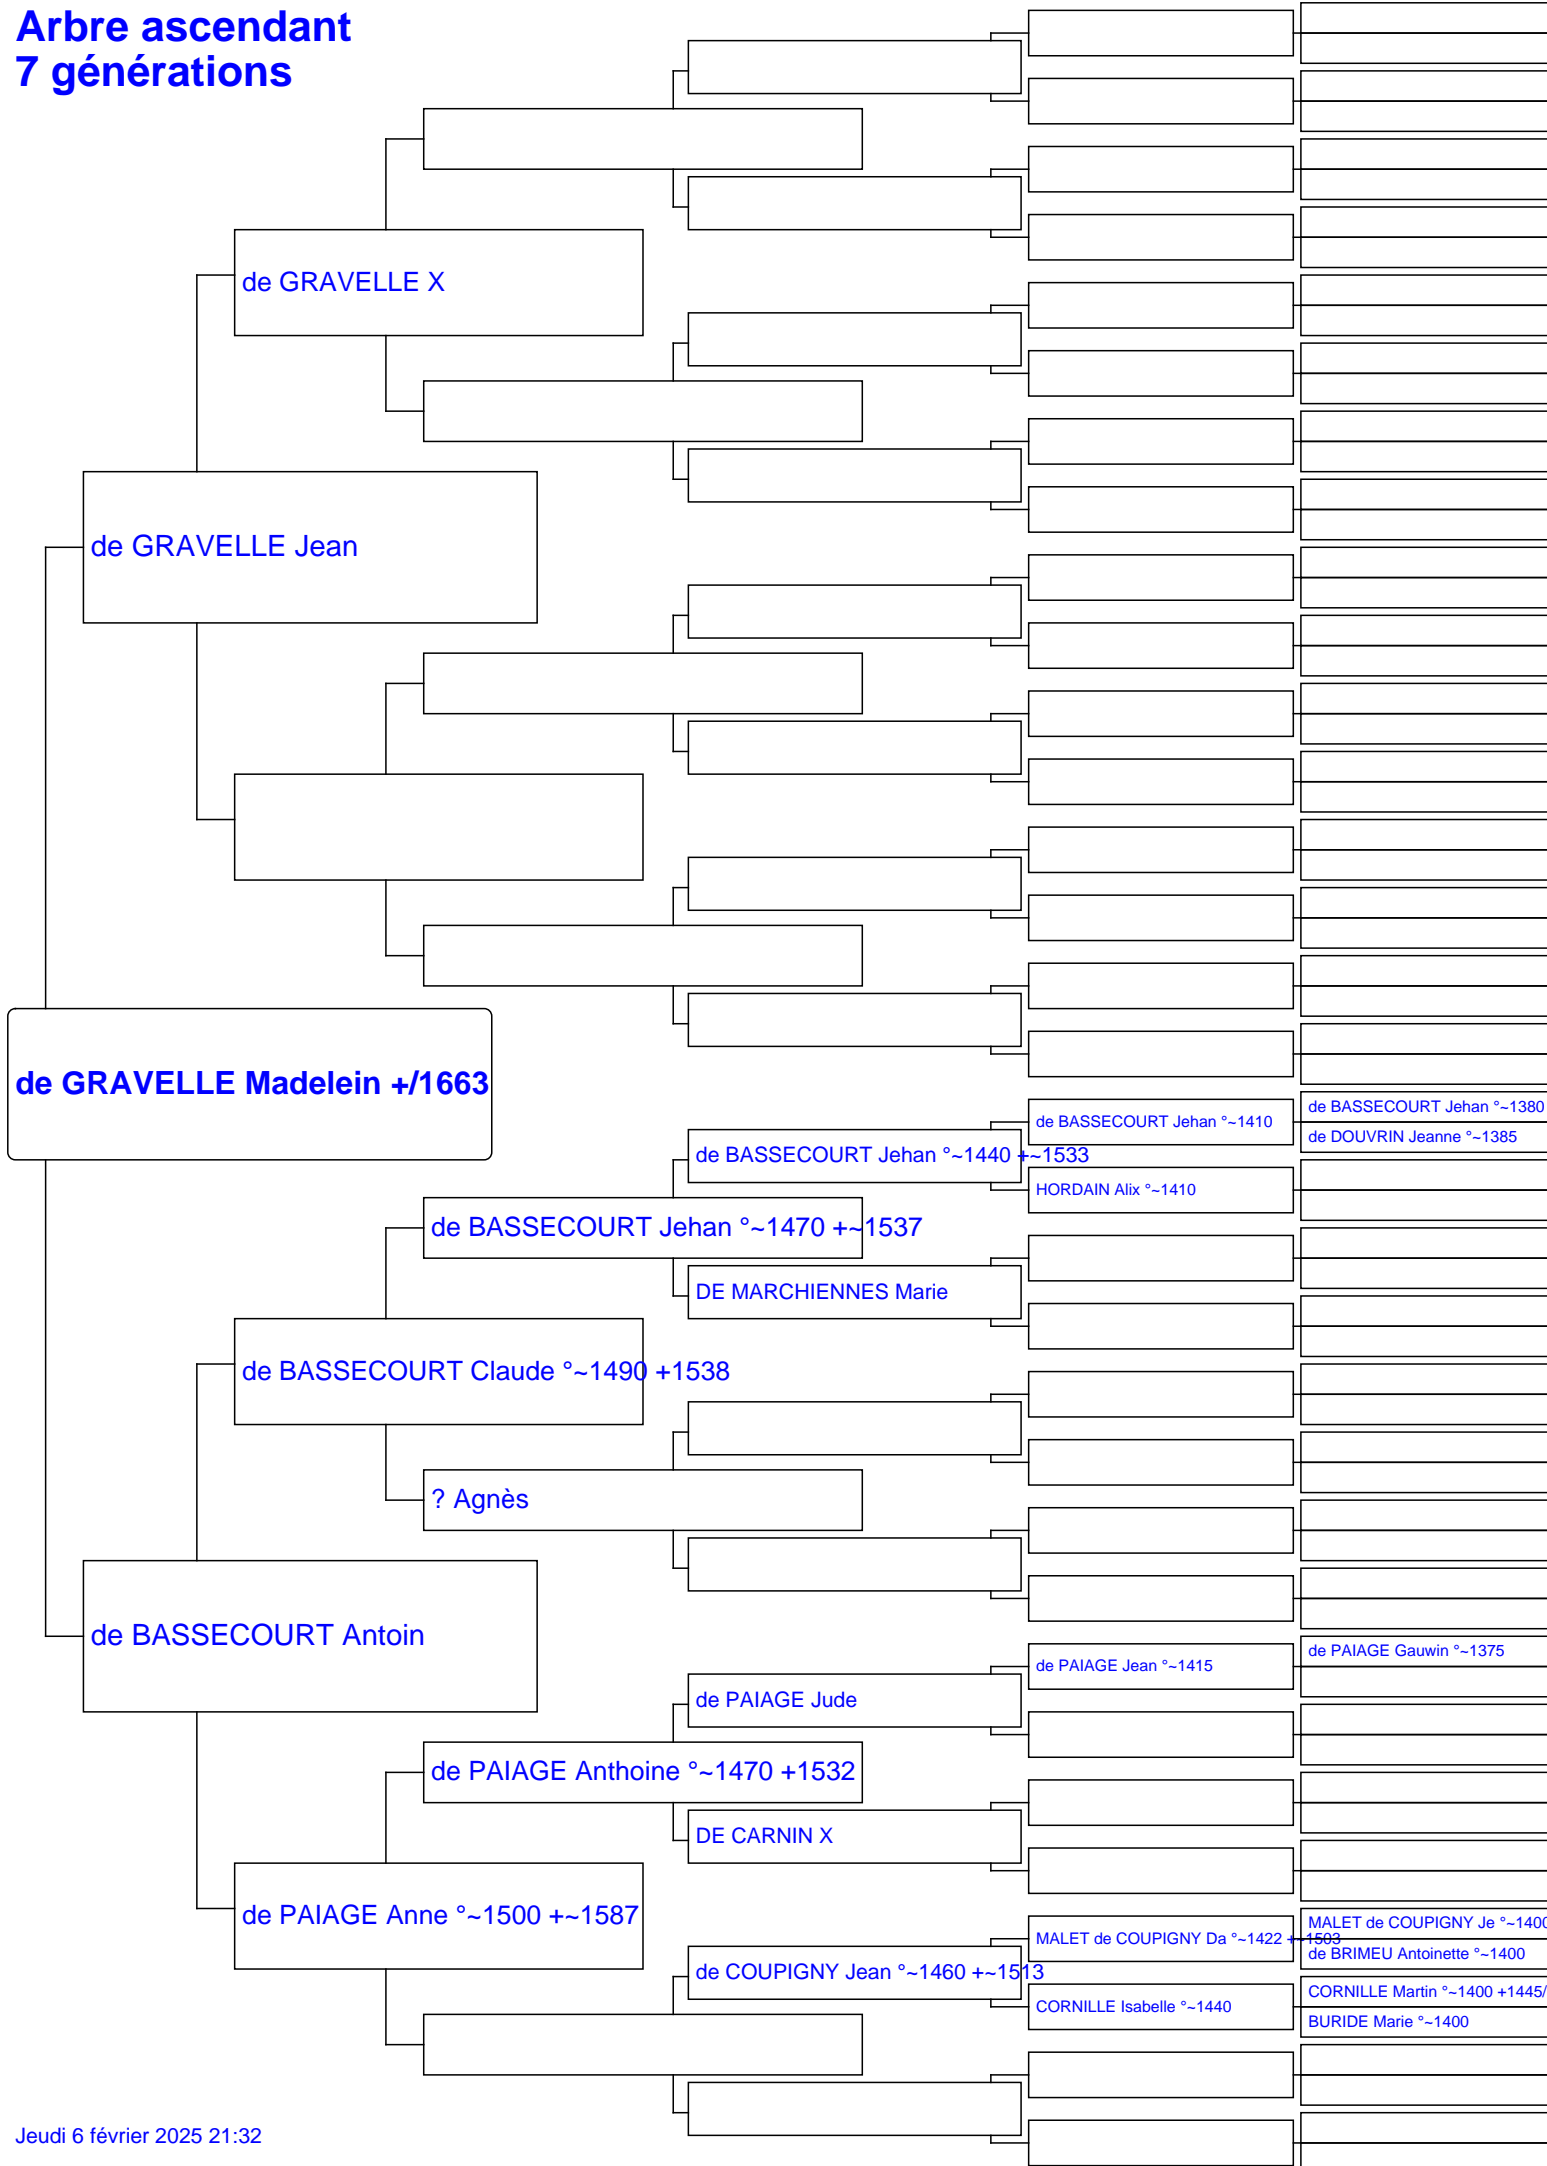 Arbre ascendant
7 générations
de GRAVELLE X
de GRAVELLE Jean
de GRAVELLE Madelein +/1663
de BASSECOURT Jehan °~1410
de BASSECOURT Jehan °~1380
de DOUVRIN Jeanne °~1385
de BASSECOURT Jehan °~1440 +~1533
HORDAIN Alix °~1410
de BASSECOURT Jehan °~1470 +~1537
DE MARCHIENNES Marie
de BASSECOURT Claude °~1490 +1538
? Agnès
de BASSECOURT Antoin
de PAIAGE Jean °~1415
de PAIAGE Gauwin °~1375
de PAIAGE Jude
de PAIAGE Anthoine °~1470 +1532
DE CARNIN X
de PAIAGE Anne °~1500 +~1587
MALET de COUPIGNY Da °~1422 +~1503
MALET de COUPIGNY Je °~1400
de BRIMEU Antoinette °~1400
de COUPIGNY Jean °~1460 +~1513
CORNILLE Isabelle °~1440
CORNILLE Martin °~1400 +1445/
BURIDE Marie °~1400
Jeudi 6 février 2025 21:32